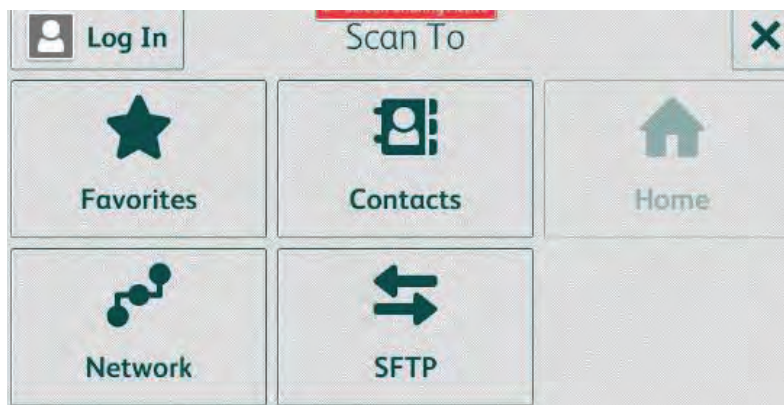 Log In
Scan To
Favorites
Contacts
Home
Network
SFTP